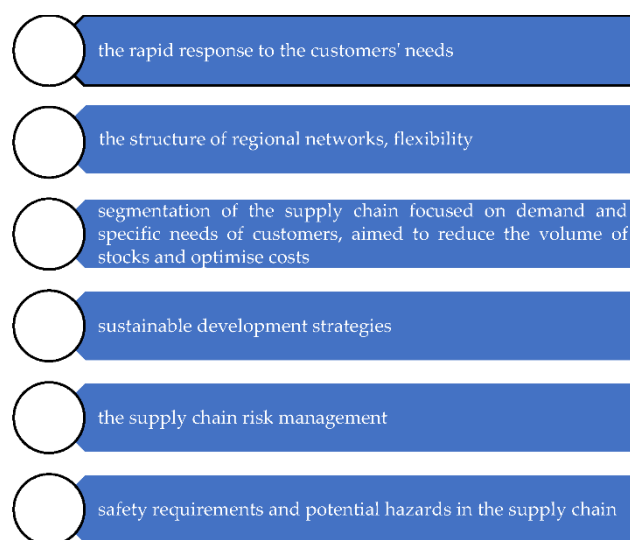 the rapid response to the customers' needs
the structure of regional networks, flexibility
segmentation of the supply chain focused on demand and
specific needs of customers, aimed to reduce the volume of
stocks and optimise costs
sustainable development strategies
the supply chain risk management
safety requirements and potential hazards in the supply chain